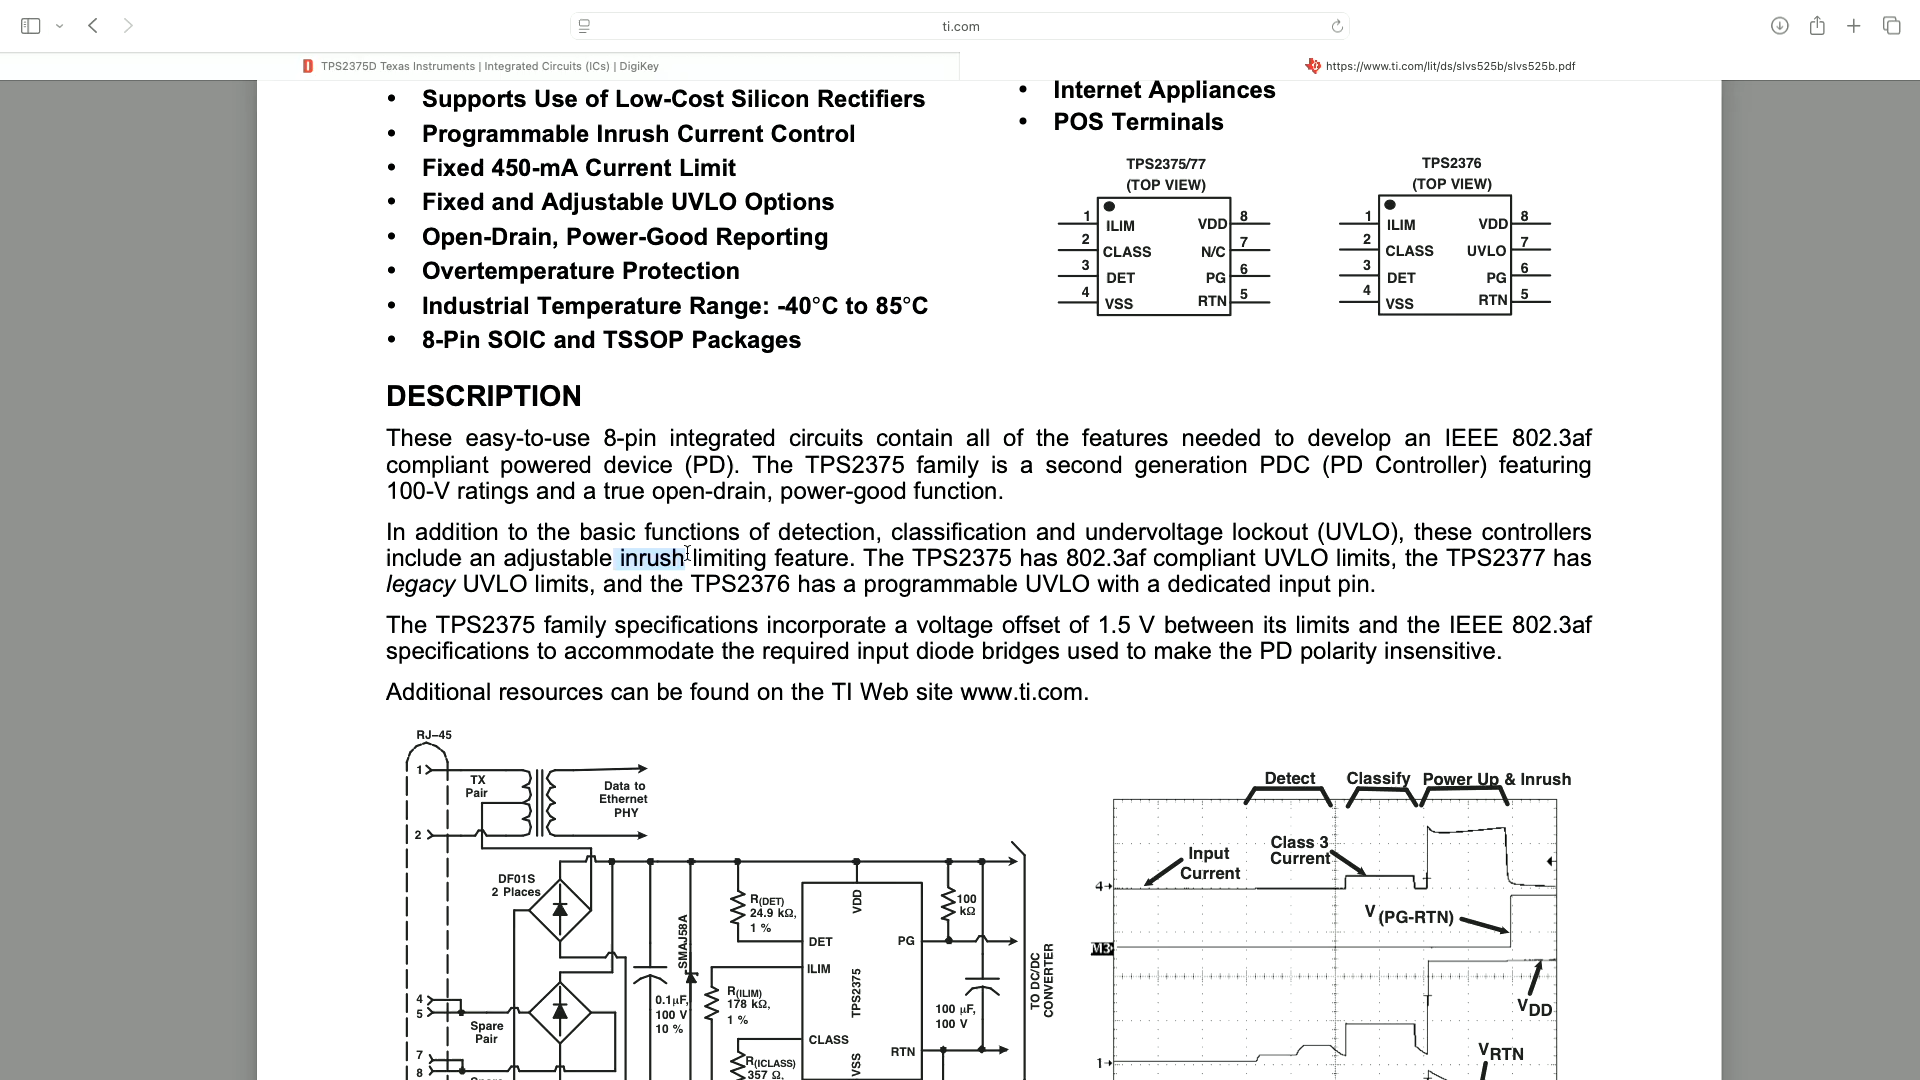 ti.com
TPS2375D Texas Instruments | Integrated Circuits (ICs) | DigiKey
https://www.ti.com/lit/ds/slvs525b/slvs525b.pdf
• Supports Use of Low-Cost Silicon Rectifiers
• Programmable Inrush Current Control
• Fixed 450-mA Current Limit
• Fixed and Adjustable UVLO Options
• Open-Drain, Power-Good Reporting
• Overtemperature Protection
• Industrial Temperature Range: -40°C to 85°C
• 8-Pin SOIC and TSSOP Packages
• Internet Appliances
• POS Terminals
TPS2375/77
(TOP VIEW)
1 ILIM VDD 8
2 CLASS N/C 7
3 DET PG 6
4 VSS RTN 5
TPS2376
(TOP VIEW)
1 ILIM VDD 8
2 CLASS UVLO 7
3 DET PG 6
4 VSS RTN 5
DESCRIPTION
These easy-to-use 8-pin integrated circuits contain all of the features needed to develop an IEEE 802.3af
compliant powered device (PD). The TPS2375 family is a second generation PDC (PD Controller) featuring
100-V ratings and a true open-drain, power-good function.
In addition to the basic functions of detection, classification and undervoltage lockout (UVLO), these controllers
include an adjustable inrush limiting feature. The TPS2375 has 802.3af compliant UVLO limits, the TPS2377 has
legacy UVLO limits, and the TPS2376 has a programmable UVLO with a dedicated input pin.
The TPS2375 family specifications incorporate a voltage offset of 1.5 V between its limits and the IEEE 802.3af
specifications to accommodate the required input diode bridges used to make the PD polarity insensitive.
Additional resources can be found on the TI Web site www.ti.com.
RJ–45
1
TX
Pair
2
Data to
Ethernet
PHY
DF01S
2 Places
4
5
Spare
Pair
7
8
0.1µF,
100 V
10 %
SMAJ58A
R(DET)
24.9 kΩ,
1 %
R(ILIM)
178 kΩ,
1 %
R(ICLASS)
357 Ω,
DET
ILIM
CLASS
VDD
TPS2375
VSS
PG
RTN
100
kΩ
100 µF,
100 V
TO DC/DC
CONVERTER
Detect Classify Power Up & Inrush
Input
Current
Class 3
Current
4
V (PG-RTN)
M3
VDD
1
VRTN